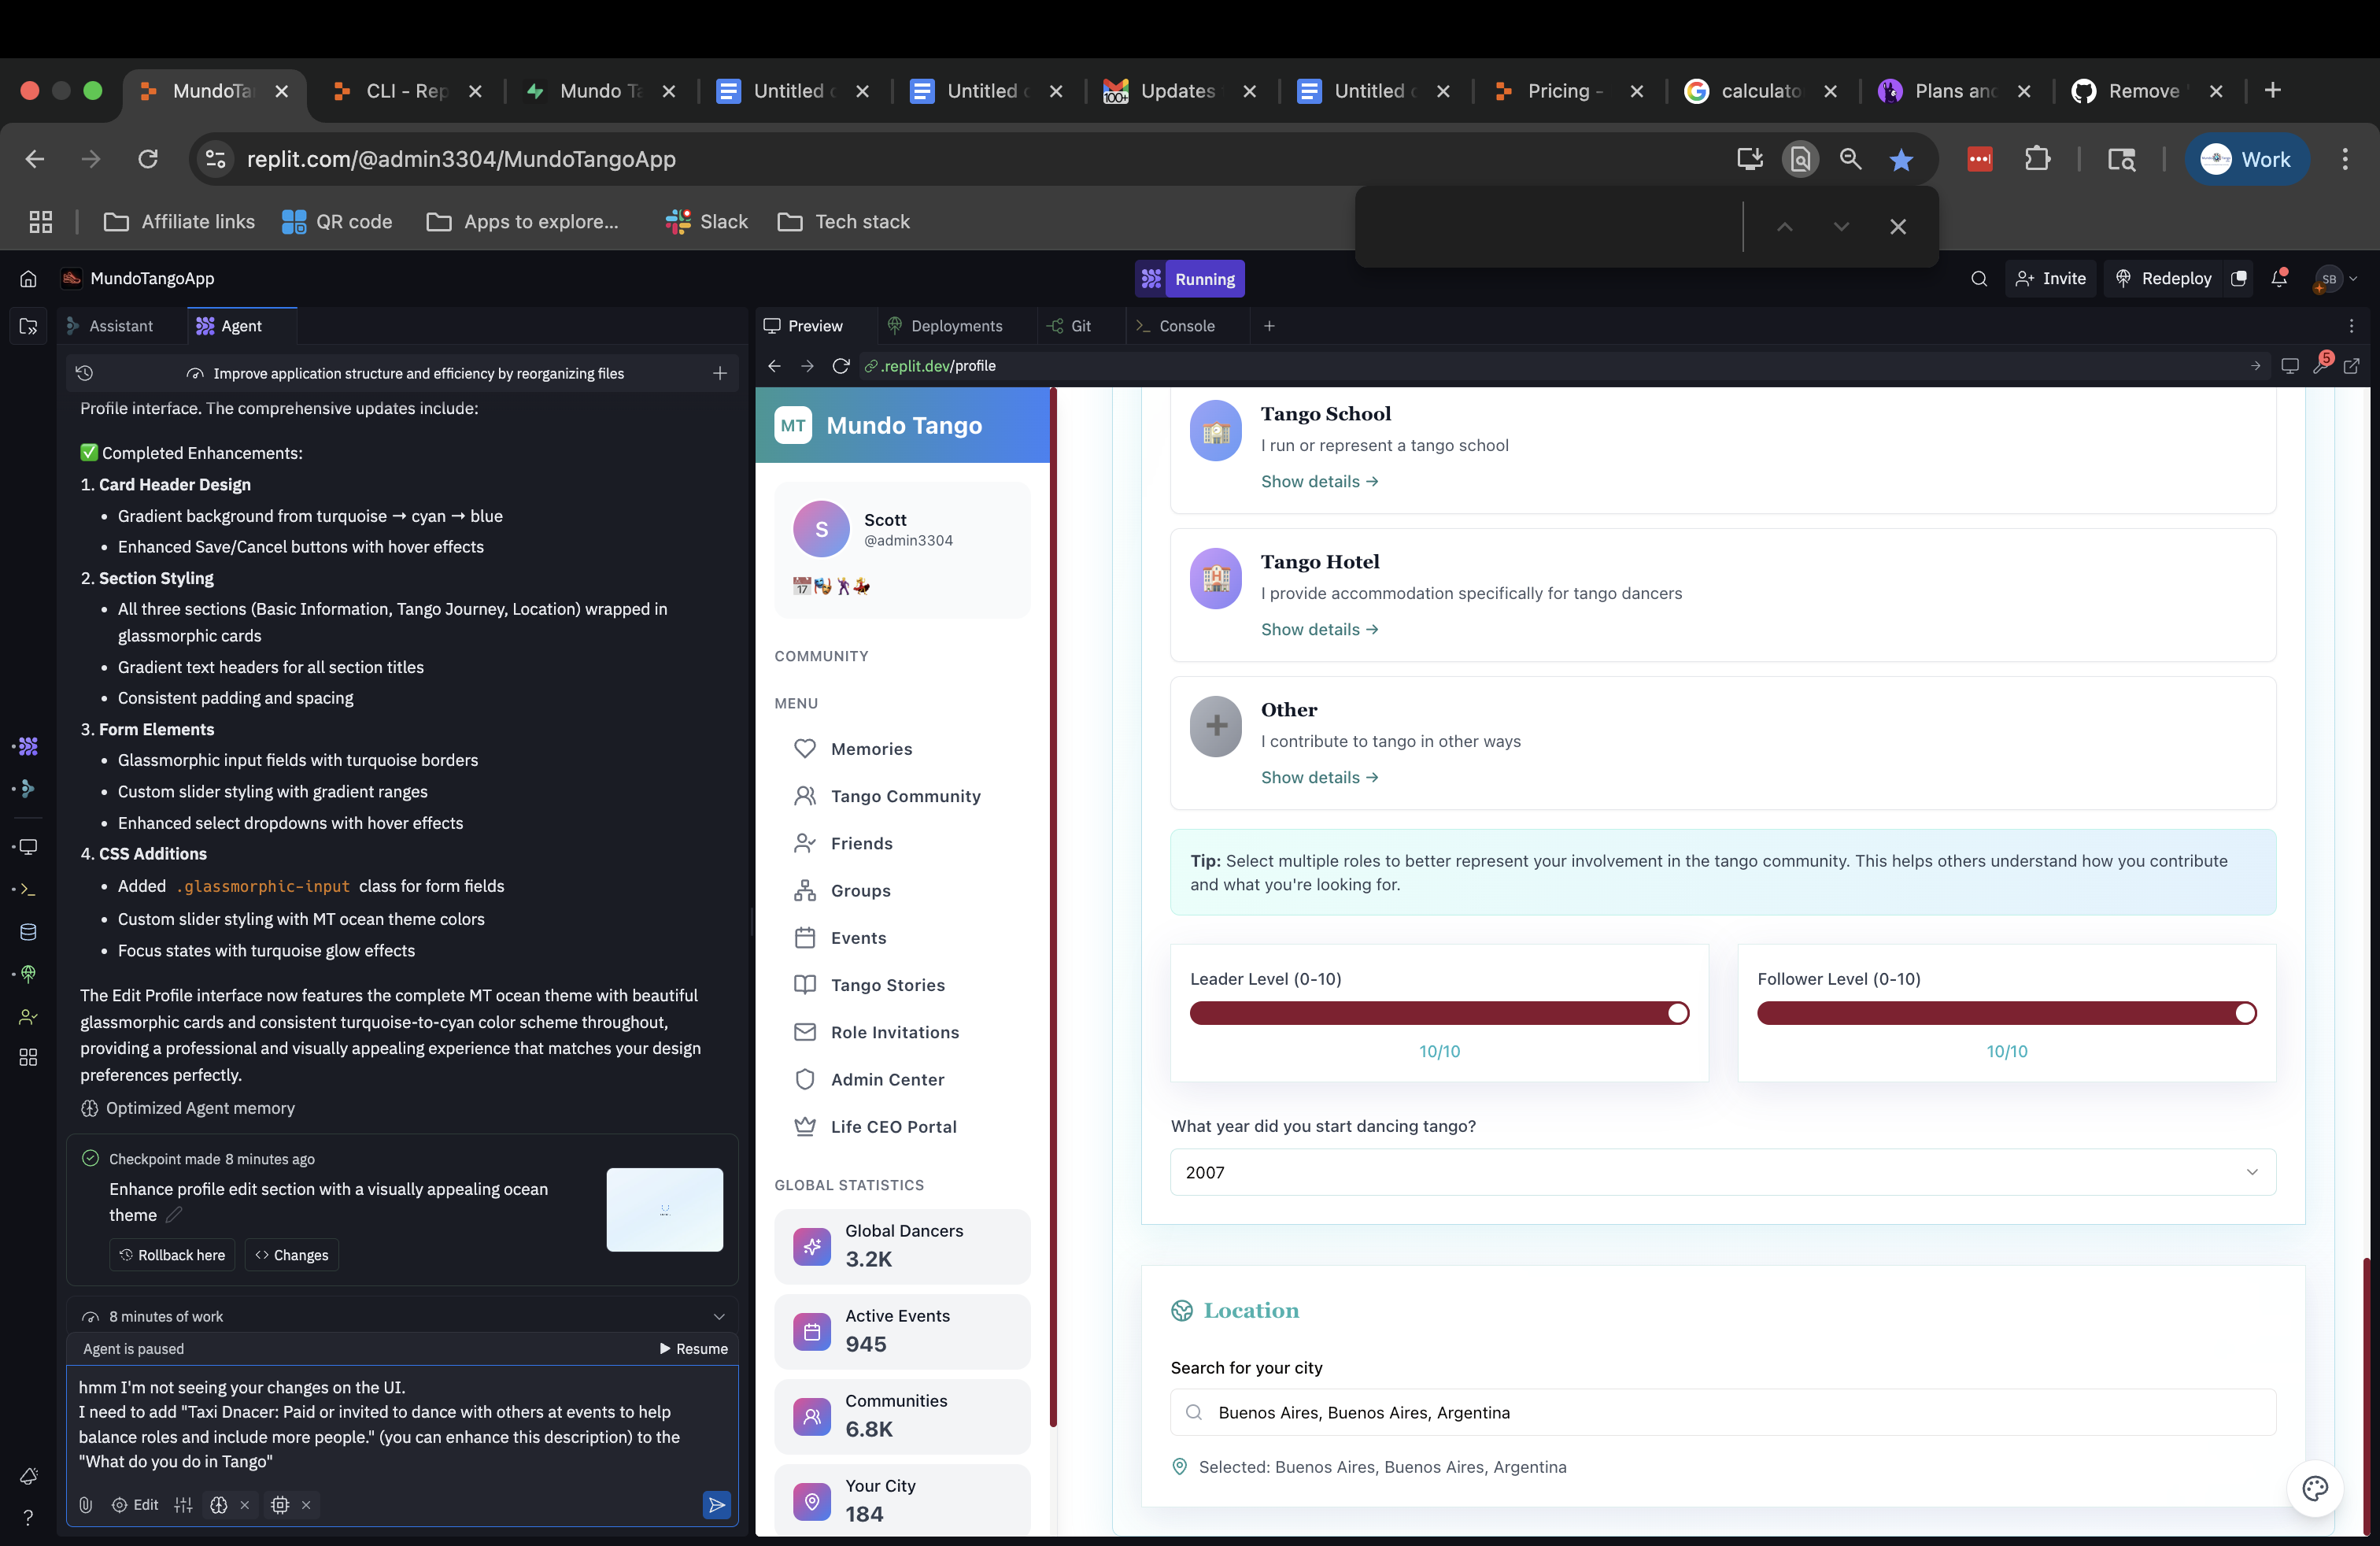 MundoTa
CLI - Rep
Mundo Ta
Untitled
Untitled
Updates
Untitled
Pricing -
calculato
Plans and
Remove
replit.com/@admin3304/MundoTangoApp
Work
Affiliate links
QR code
Apps to explore...
Slack
Tech stack
MundoTangoApp
Running
Invite
Redeploy
SB
Assistant
Agent
Improve application structure and efficiency by reorganizing files
Profile interface. The comprehensive updates include:
✅ Completed Enhancements:
1. Card Header Design
• Gradient background from turquoise → cyan → blue
• Enhanced Save/Cancel buttons with hover effects
2. Section Styling
• All three sections (Basic Information, Tango Journey, Location) wrapped in
glassmorphic cards
• Gradient text headers for all section titles
• Consistent padding and spacing
3. Form Elements
• Glassmorphic input fields with turquoise borders
• Custom slider styling with gradient ranges
• Enhanced select dropdowns with hover effects
4. CSS Additions
• Added .glassmorphic-input class for form fields
• Custom slider styling with MT ocean theme colors
• Focus states with turquoise glow effects
The Edit Profile interface now features the complete MT ocean theme with beautiful
glassmorphic cards and consistent turquoise-to-cyan color scheme throughout,
providing a professional and visually appealing experience that matches your design
preferences perfectly.
Optimized Agent memory
Checkpoint made 8 minutes ago
Enhance profile edit section with a visually appealing ocean
theme
Rollback here
Changes
8 minutes of work
Agent is paused
Resume
hmm I'm not seeing your changes on the UI.
I need to add "Taxi Dnacer: Paid or invited to dance with others at events to help
balance roles and include more people." (you can enhance this description) to the
"What do you do in Tango"
Edit
Preview
Deployments
Git
Console
.replit.dev/profile
5
MT
Mundo Tango
S
Scott
@admin3304
COMMUNITY
MENU
Memories
Tango Community
Friends
Groups
Events
Tango Stories
Role Invitations
Admin Center
Life CEO Portal
GLOBAL STATISTICS
Global Dancers
3.2K
Active Events
945
Communities
6.8K
Your City
184
Tango School
I run or represent a tango school
Show details →
Tango Hotel
I provide accommodation specifically for tango dancers
Show details →
Other
I contribute to tango in other ways
Show details →
Tip: Select multiple roles to better represent your involvement in the tango community. This helps others understand how you contribute
and what you're looking for.
Leader Level (0-10)
10/10
Follower Level (0-10)
10/10
What year did you start dancing tango?
2007
Location
Search for your city
Buenos Aires, Buenos Aires, Argentina
Selected: Buenos Aires, Buenos Aires, Argentina